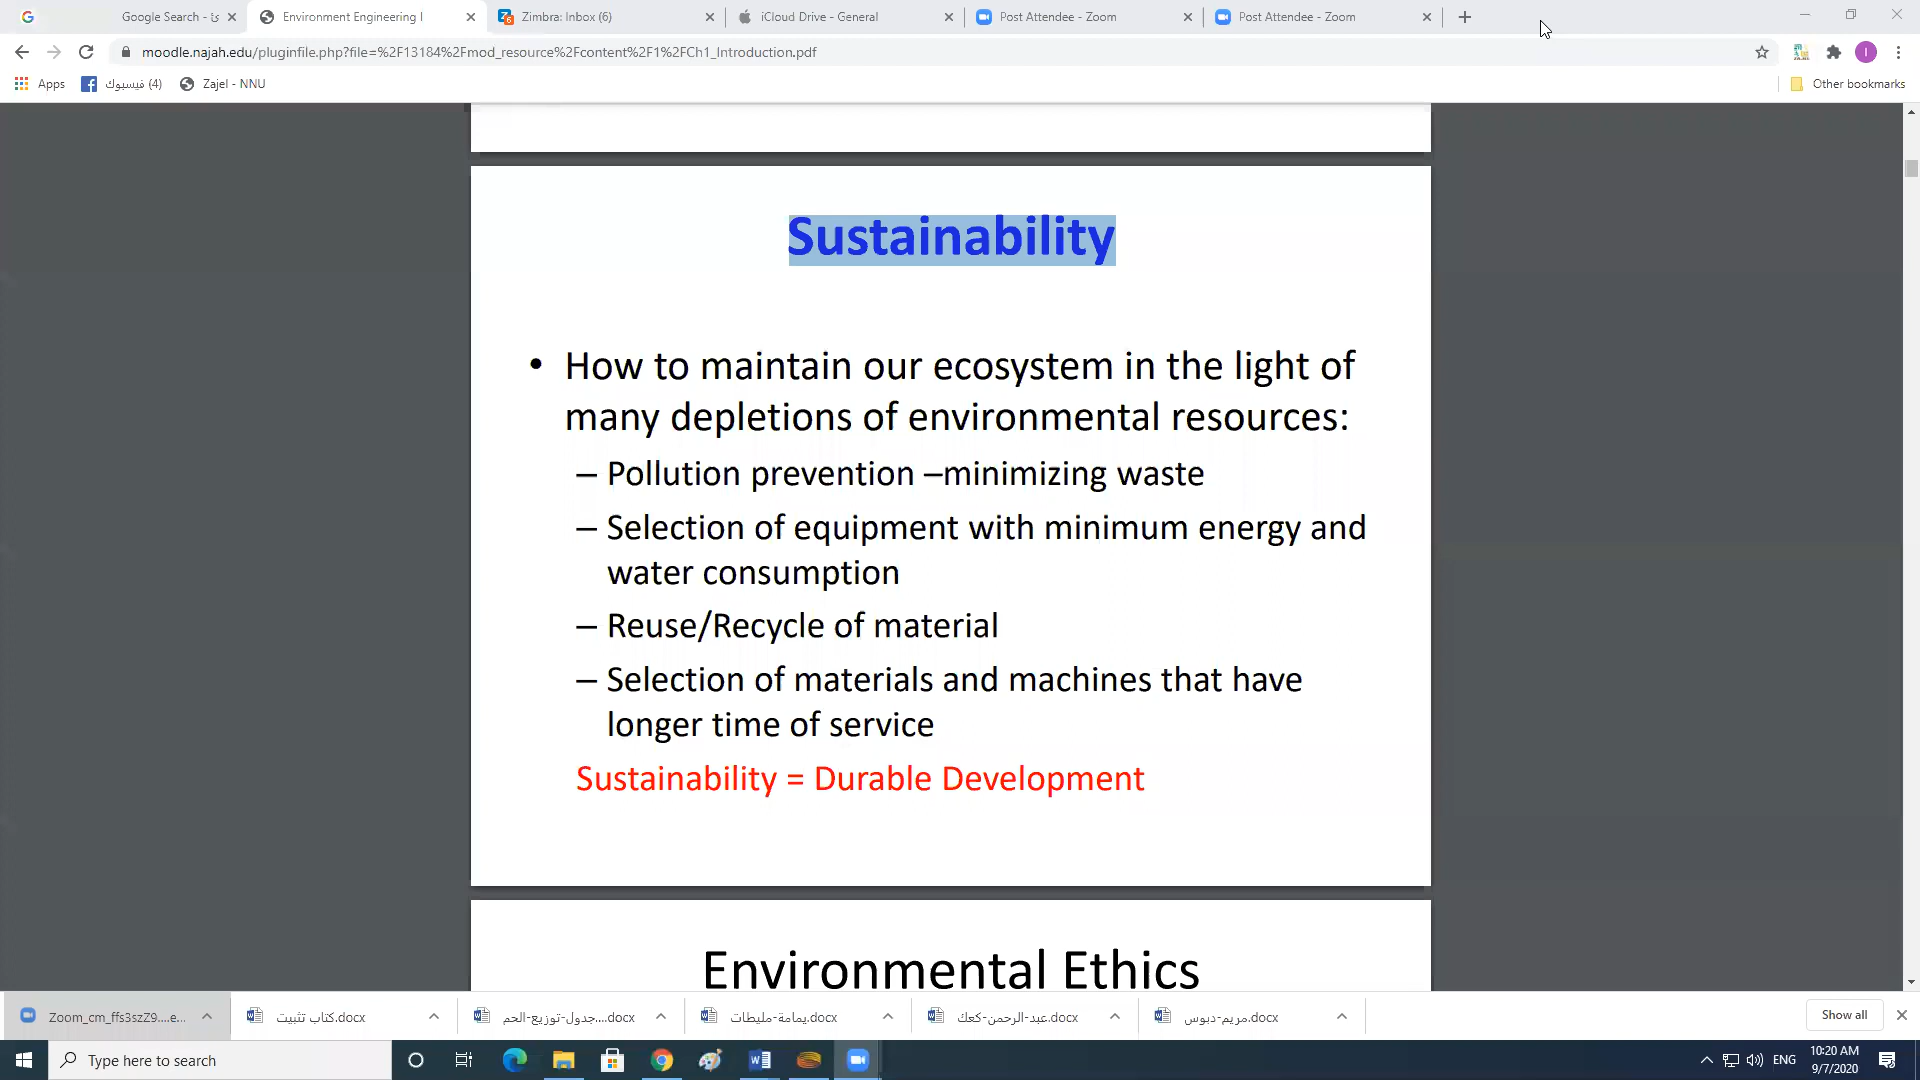 Google Search - ئ
Environment Engineering I
Zimbra: Inbox (6)
iCloud Drive - General
Post Attendee - Zoom
Post Attendee - Zoom
moodle.najah.edu/pluginfile.php?file=%2F13184%2Fmod_resource%2Fcontent%2F1%2FCh1_Introduction.pdf
I
Apps
(4) فيسبوك
Zajel - NNU
Other bookmarks
Sustainability
• How to maintain our ecosystem in the light of
many depletions of environmental resources:
– Pollution prevention –minimizing waste
– Selection of equipment with minimum energy and
water consumption
– Reuse/Recycle of material
– Selection of materials and machines that have
longer time of service
Sustainability = Durable Development
Environmental Ethics
Zoom_cm_ffs3szZ9....e...
كتاب تثبيت.docx
جدول-توزيع-الحم....docx
يمامة-مليطات.docx
عبد-الرحمن-كعك.docx
مريم-دبوس.docx
Show all
Type here to search
ENG
10:20 AM
9/7/2020